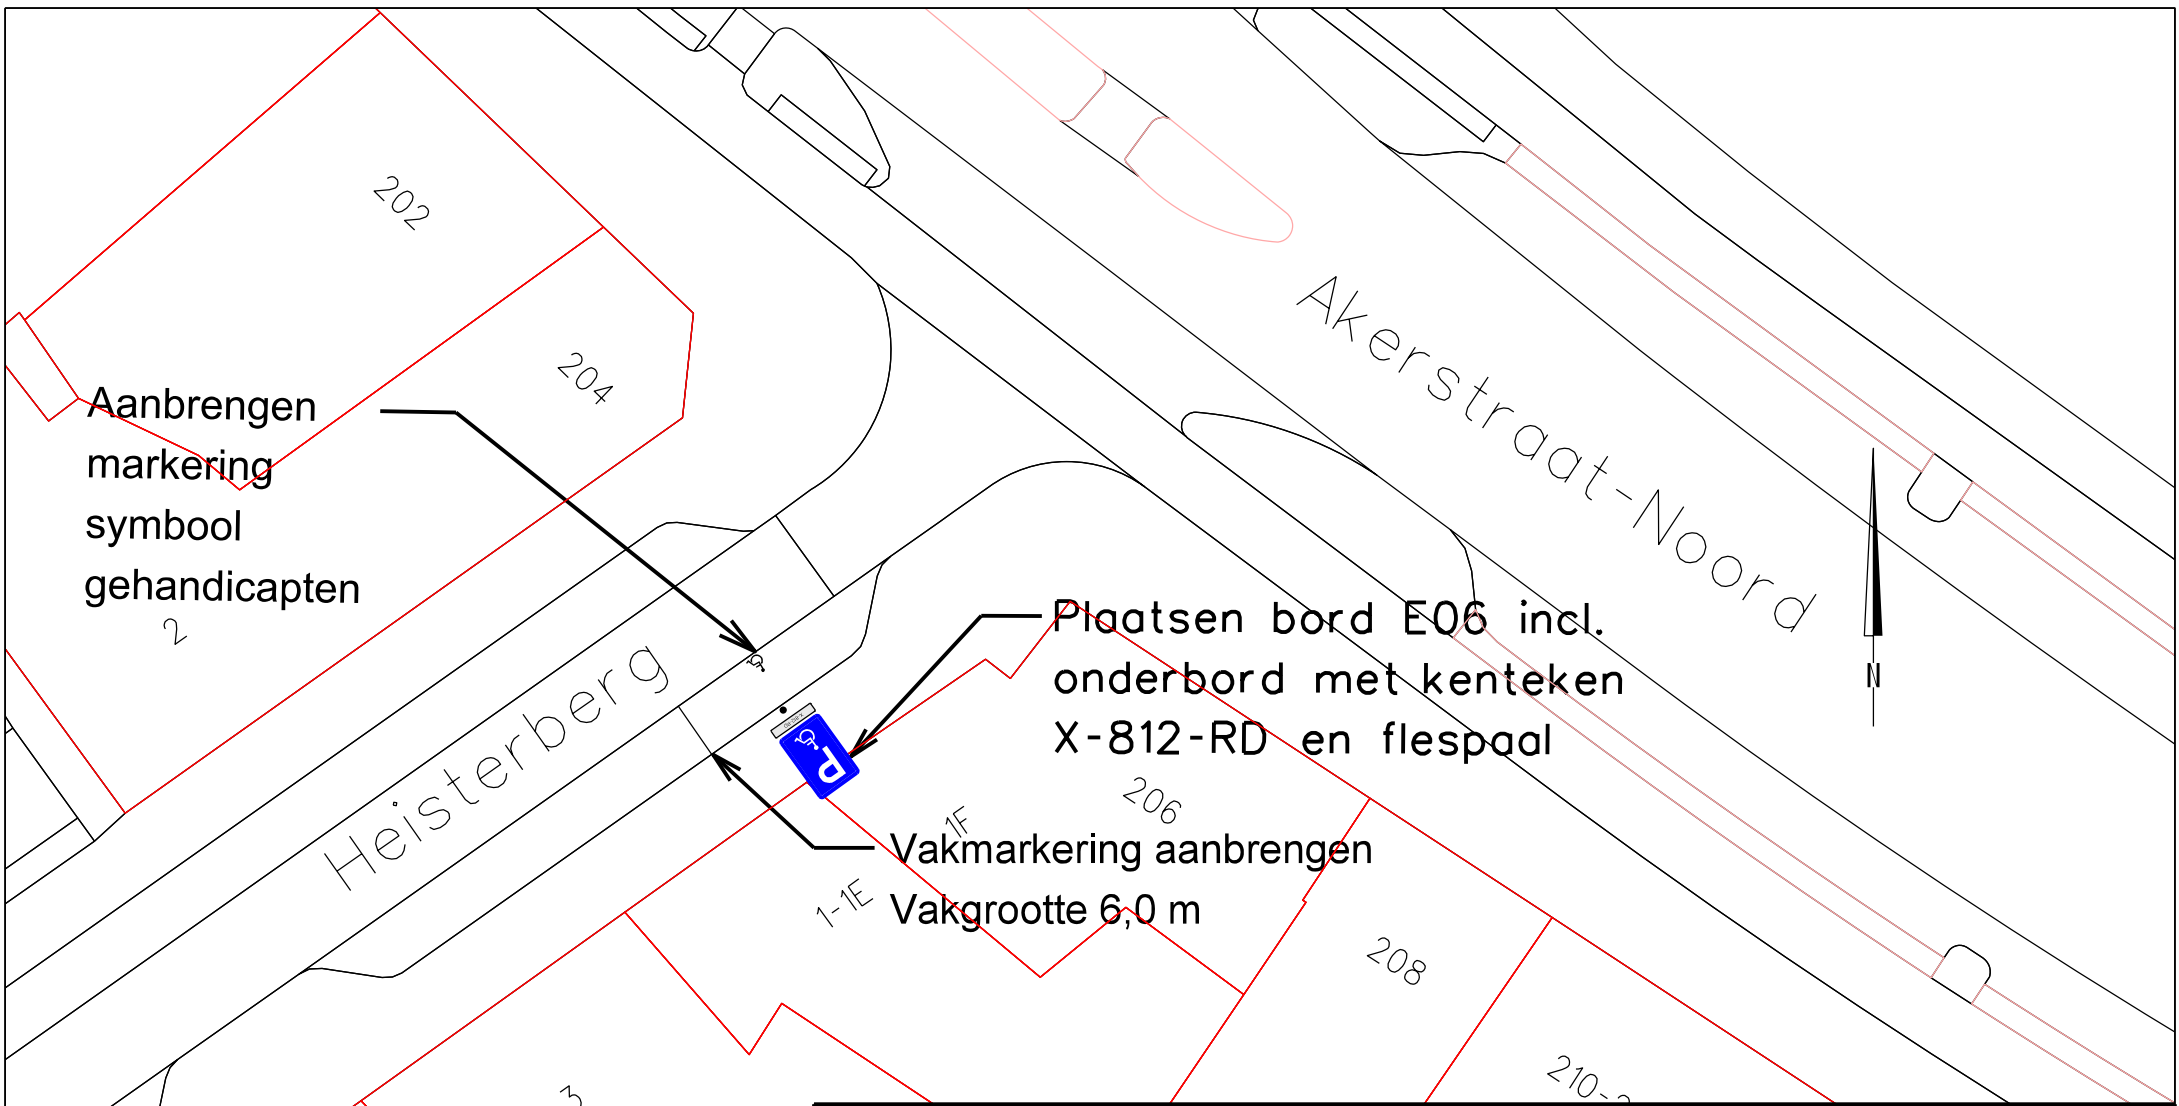 202
204
Akerstraat-Noord
Aanbrengen
markering
symbool
gehandicapten
2
Heisterberg
Plaatsen bord E06 incl.
onderbord met kenteken
X-812-RD en flespaal
N
P
206
1F
Vakmarkering aanbrengen
Vakgrootte 6,0 m
1-1E
208
3